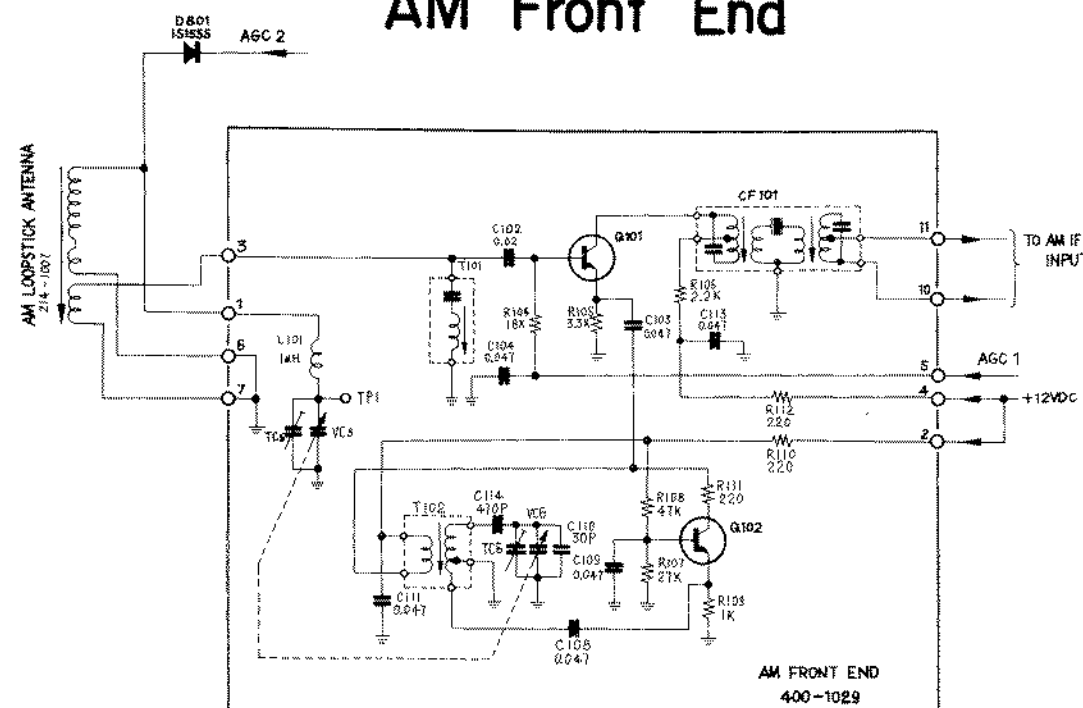 AM Front End
D801
1S1555
AGC 2
AM LOOPSTICK ANTENNA
214-1007
3
1
6
7
L101
1MH
TP1
VC5
T101
C102
0.02
Q101
R104
18K
C104
0.047
R105
3.3K
C103
0.047
CF101
R106
2.2K
C113
0.047
11
10
TO AM IF
INPUT
5
AGC 1
4
+12VDC
2
R112
220
R110
220
T102
C114
470P
VC6
TC6
C110
30P
C109
0.047
R108
47K
R107
27K
R111
220
Q102
R109
1K
C111
0.047
C108
0.047
AM FRONT END
400-1029